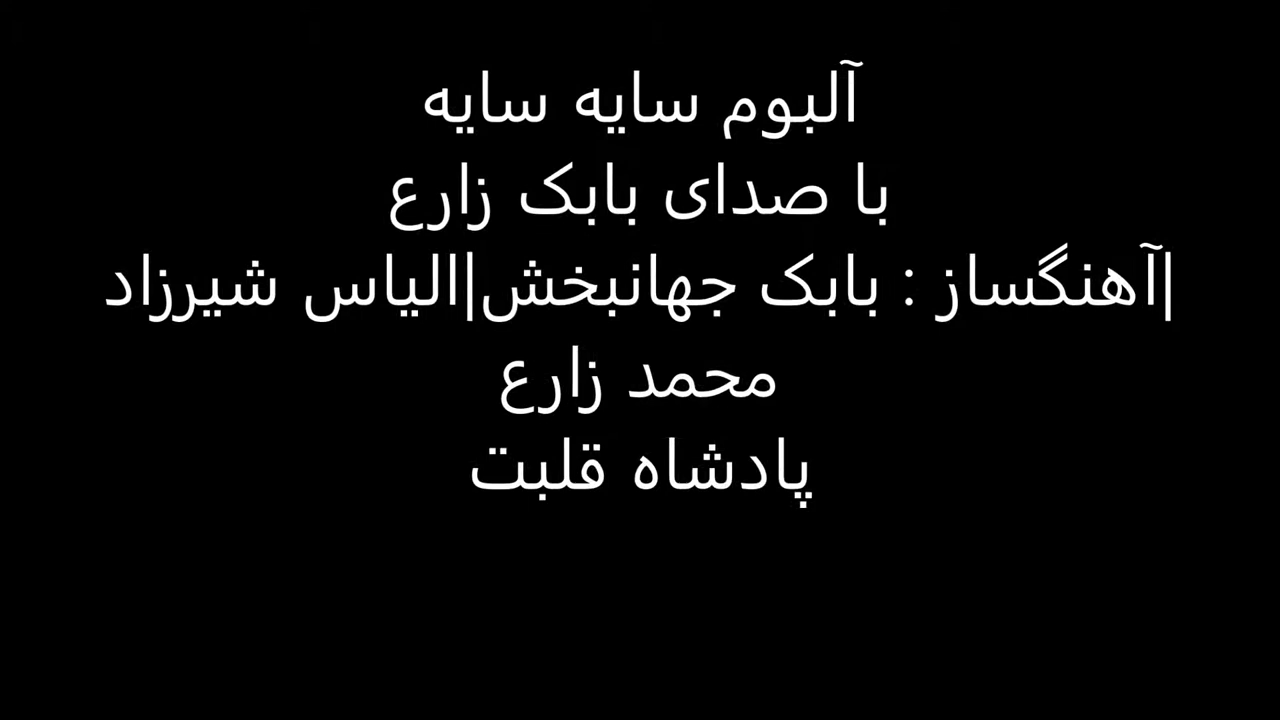 آلبوم سایه سایه
با صدای بابک زارع
|آهنگساز : بابک جهانبخش|الیاس شیرزاد
محمد زارع
پادشاه قلبت